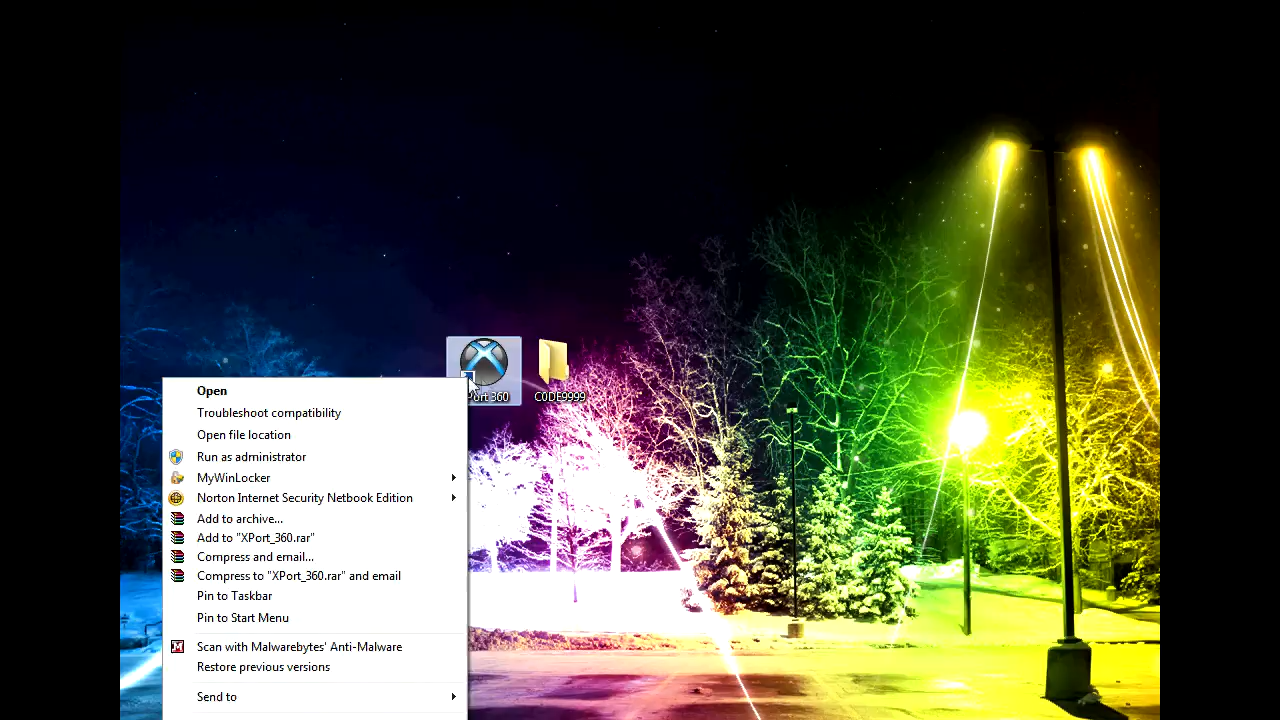 Port 360
C0DE9999
Open
Troubleshoot compatibility
Open file location
Run as administrator
MyWinLocker
Norton Internet Security Netbook Edition
Add to archive...
Add to "XPort_360.rar"
Compress and email...
Compress to "XPort_360.rar" and email
Pin to Taskbar
Pin to Start Menu
Scan with Malwarebytes' Anti-Malware
Restore previous versions
Send to